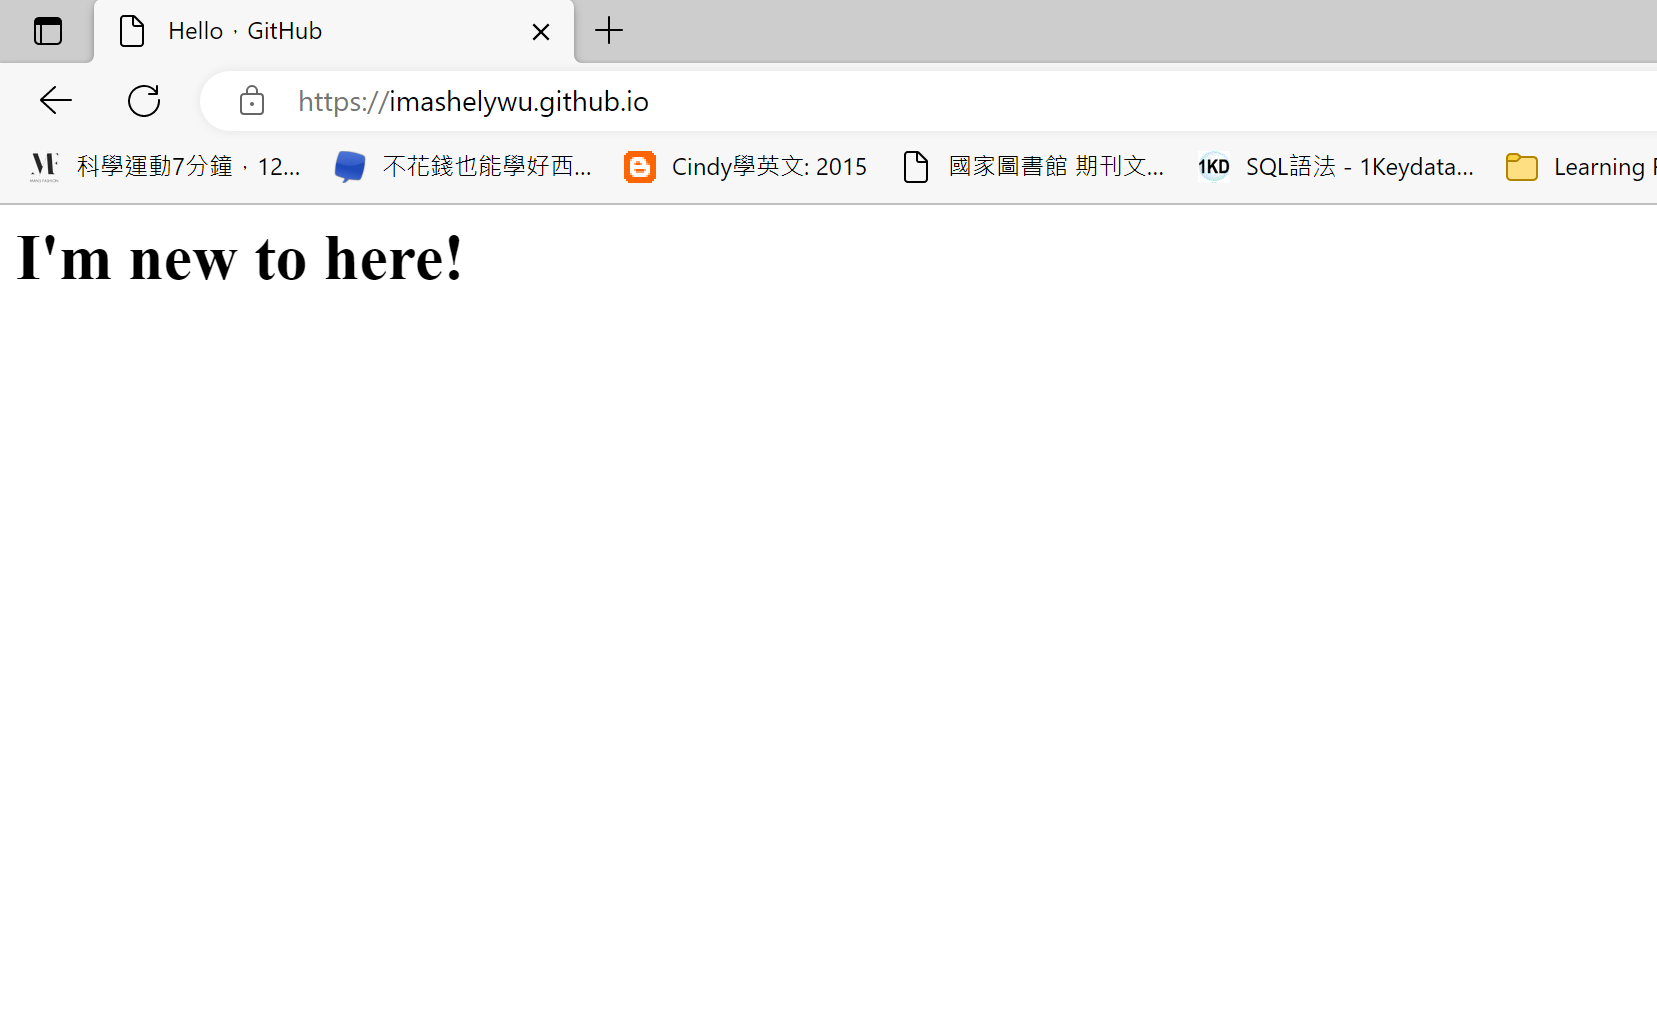 Hello，GitHub
https://imashelywu.github.io
科學運動7分鐘，12... 不花錢也能學好西... Cindy學英文: 2015 國家圖書館 期刊文... 1KD SQL語法 - 1Keydata... Learning
I'm new to here!